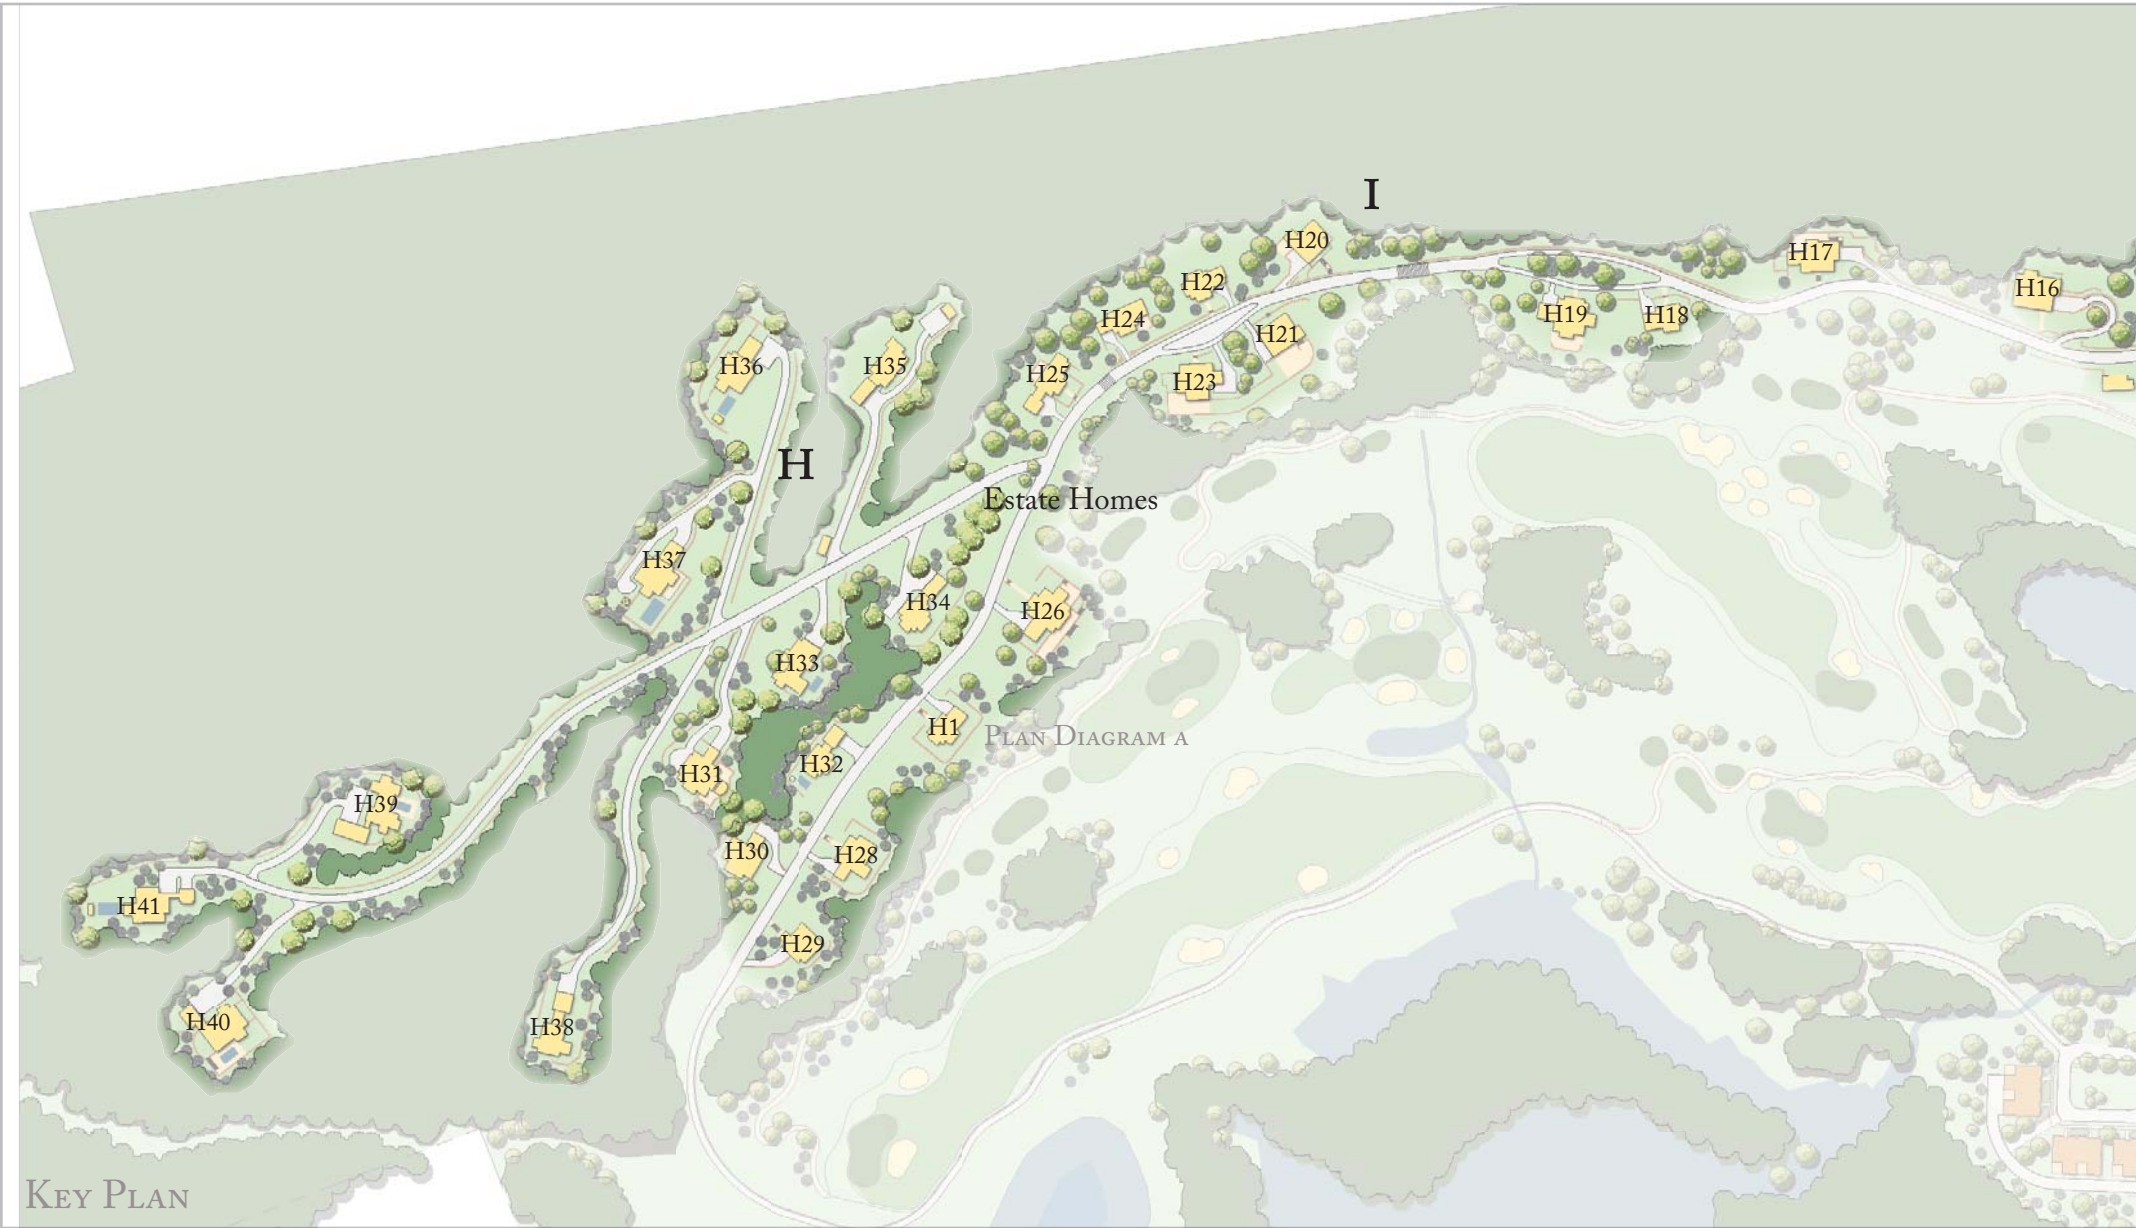 I
H20
H17
H22
H16
H24
H19
H18
H21
H36
H35
H25
H23
H
Estate Homes
H37
H34
H26
H33
H1
Plan Diagram a
H32
H31
H39
H30
H28
H41
H29
H40
H38
Key Plan